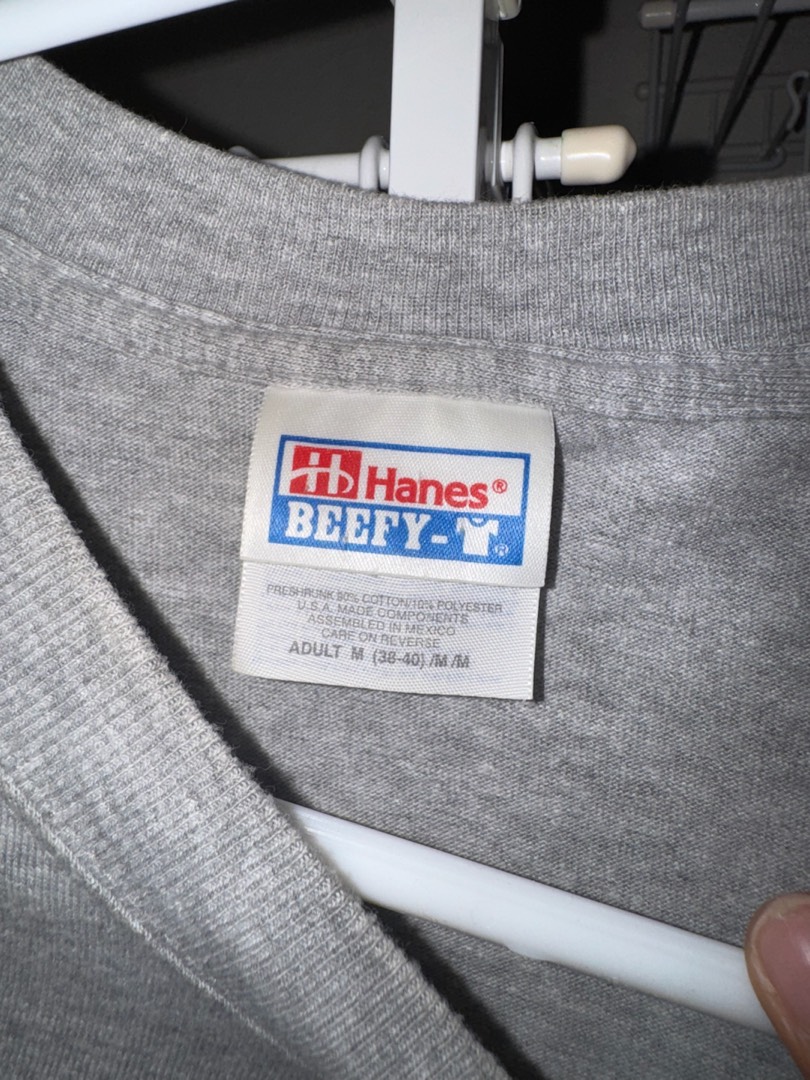 Hanes®
BEEFY-T®
PRESHRUNK 90% COTTON/10% POLYESTER
U.S.A. MADE COMPONENTS
ASSEMBLED IN MEXICO
CARE ON REVERSE
ADULT M (38-40) /M /M